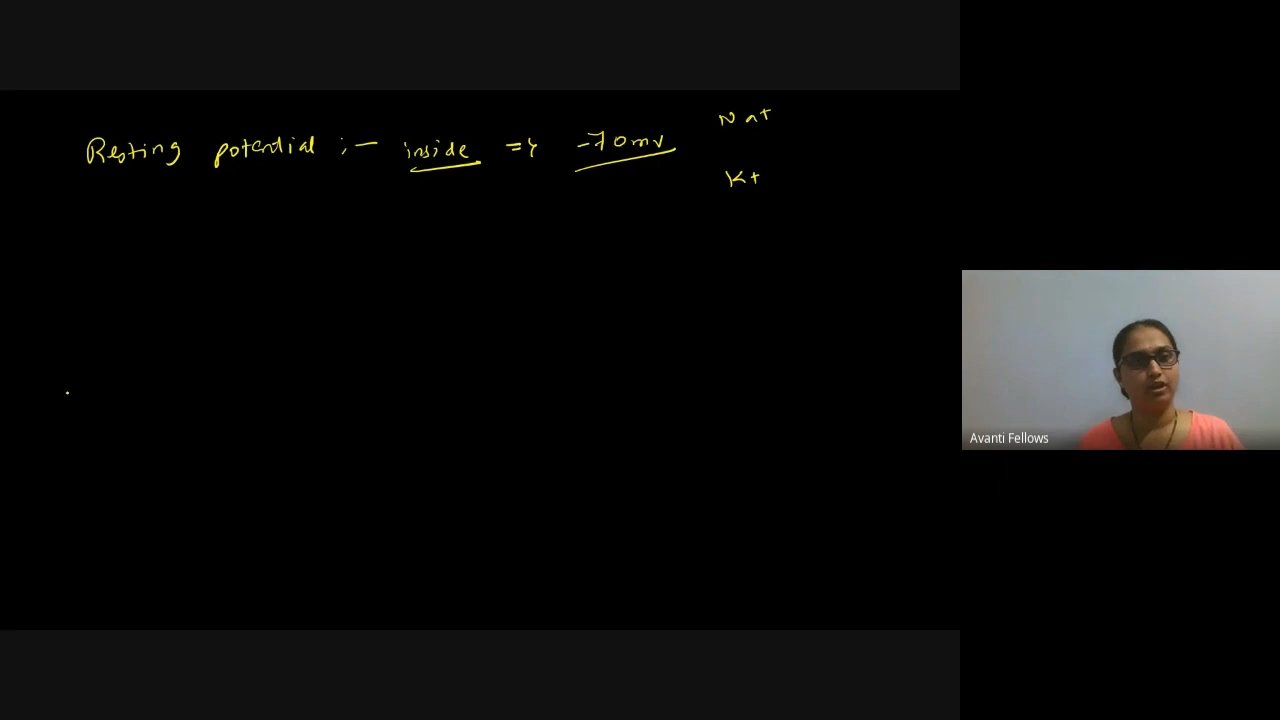 Resting potential :- inside => -70mv
Na+
K+
Avanti Fellows